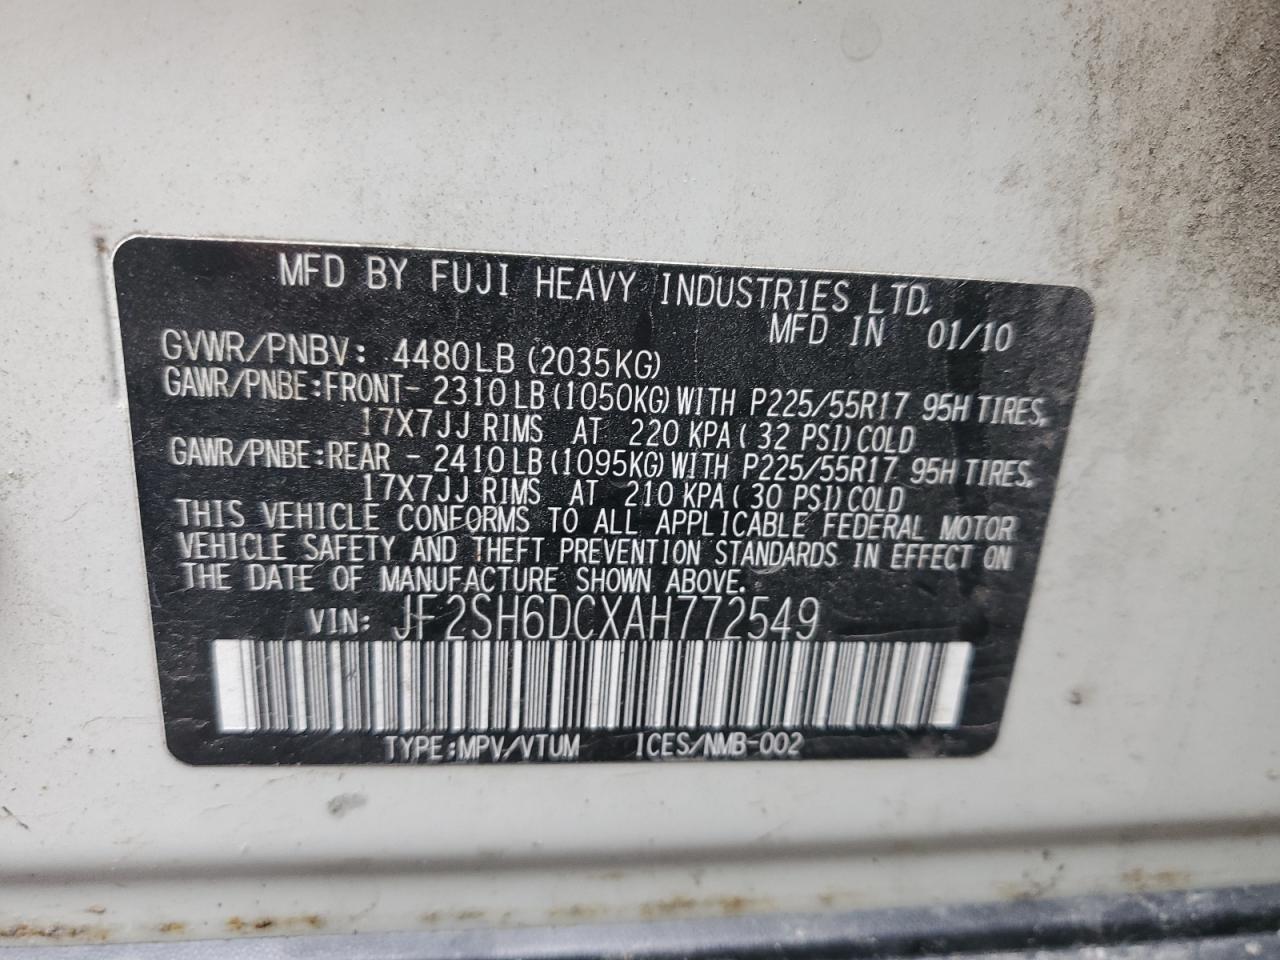 MFD BY FUJI HEAVY INDUSTRIES LTD.
MFD IN 01/10
GVWR/PNBV: 4480LB (2035KG)
GAWR/PNBE:FRONT- 2310LB (1050KG) WITH P225/55R17 95H TIRES,
17X7JJ RIMS AT 220 KPA ( 32 PSI) COLD
GAWR/PNBE:REAR - 2410LB (1095KG) WITH P225/55R17 95H TIRES,
17X7JJ RIMS AT 210 KPA ( 30 PSI) COLD
THIS VEHICLE CONFORMS TO ALL APPLICABLE FEDERAL MOTOR
VEHICLE SAFETY AND THEFT PREVENTION STANDARDS IN EFFECT ON
THE DATE OF MANUFACTURE SHOWN ABOVE.
VIN: JF2SH6DCXAH772549
TYPE:MPV/VTUM ICES/NMB-002